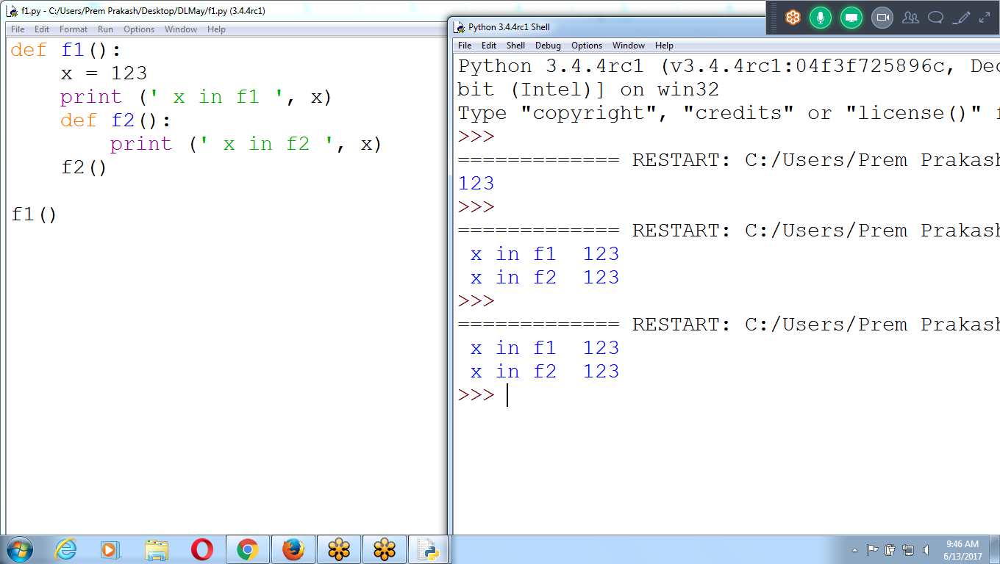 f1.py - C:/Users/Prem Prakash/Desktop/DLMay/f1.py (3.4.4rc1)
File Edit Format Run Options Window Help
def f1():
    x = 123
    print (' x in f1 ', x)
    def f2():
        print (' x in f2 ', x)
    f2()
f1()
Python 3.4.4rc1 Shell
File Edit Shell Debug Options Window Help
Python 3.4.4rc1 (v3.4.4rc1:04f3f725896c, Dec
bit (Intel)] on win32
Type "copyright", "credits" or "license()" f
>>>
============= RESTART: C:/Users/Prem Prakash
123
>>>
============= RESTART: C:/Users/Prem Prakash
 x in f1  123
 x in f2  123
>>>
============= RESTART: C:/Users/Prem Prakash
 x in f1  123
 x in f2  123
>>>
9:46 AM
6/13/2017